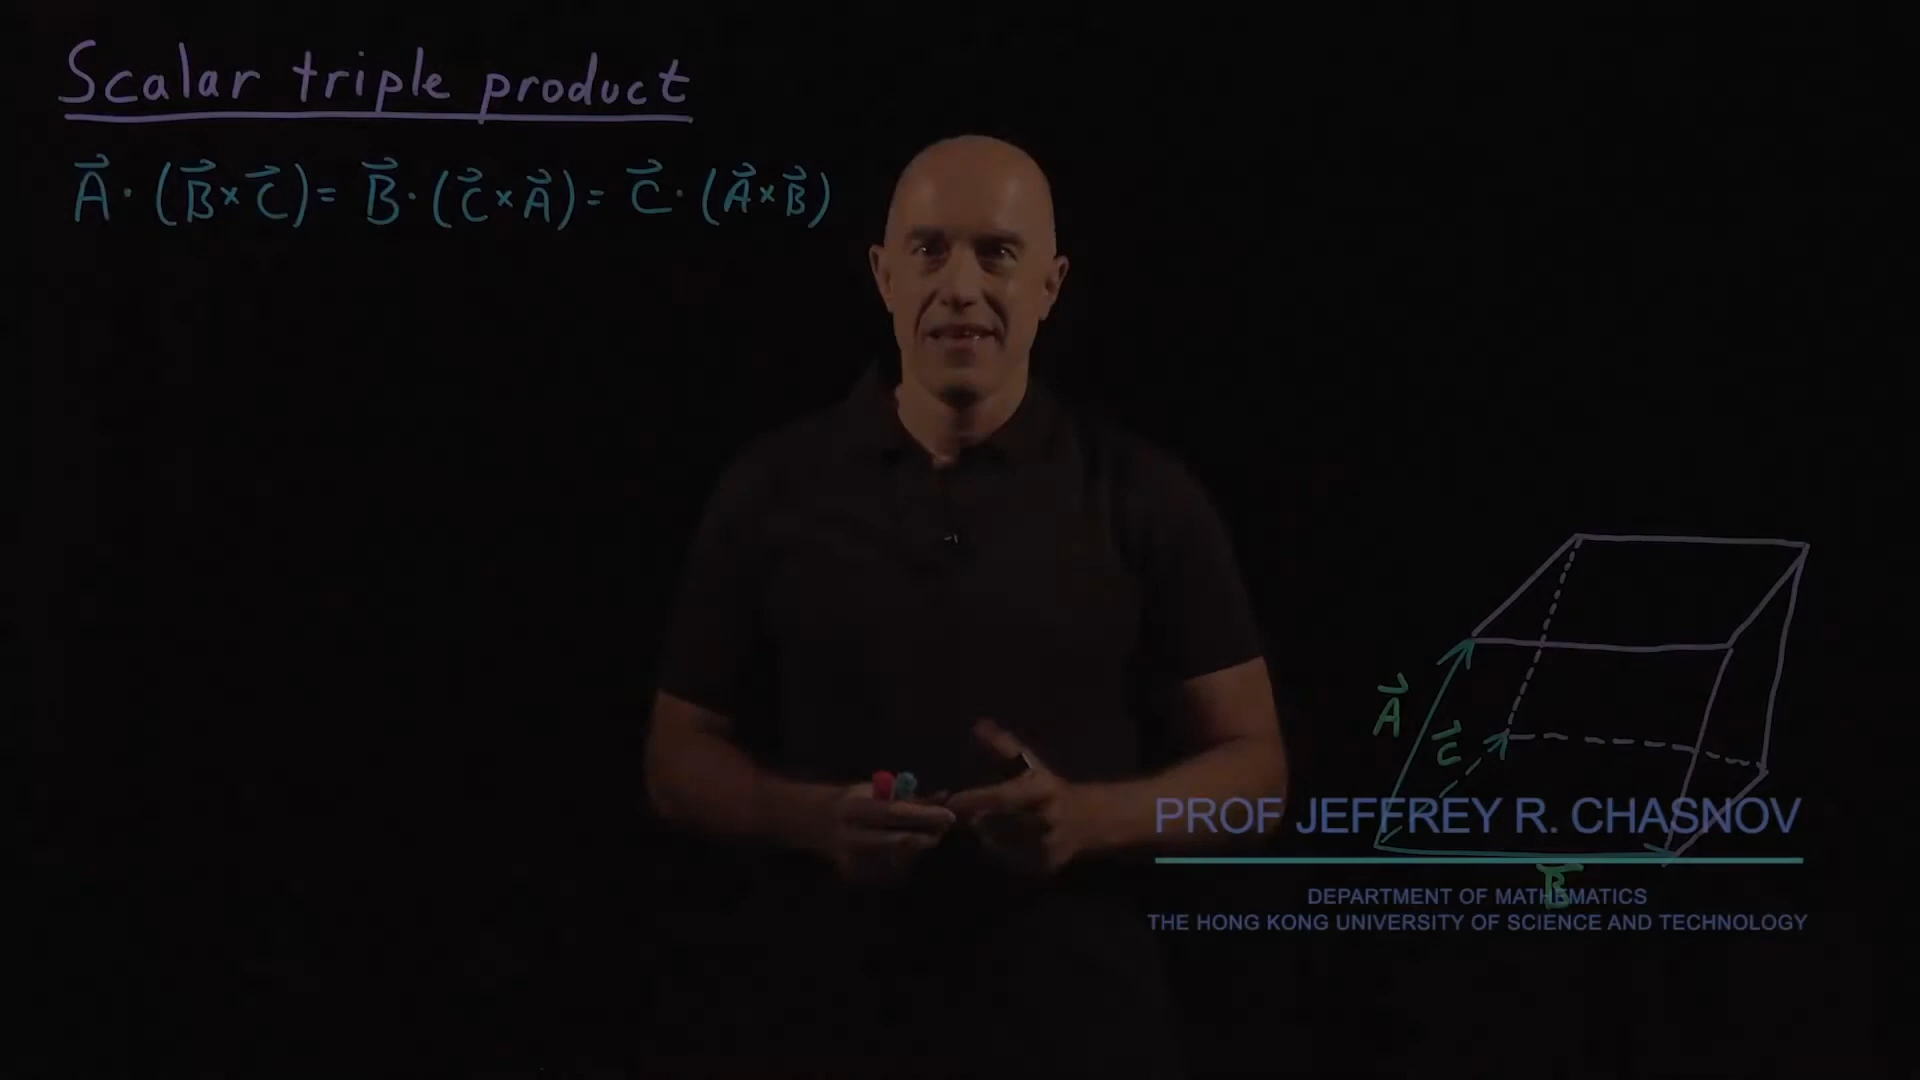 Scalar triple product
A⃗ · (B⃗ × C⃗) = B⃗ · (C⃗ × A⃗) = C⃗ · (A⃗ × B⃗)
A⃗
C⃗
PROF JEFFREY R. CHASNOV
B⃗
DEPARTMENT OF MATHEMATICS
THE HONG KONG UNIVERSITY OF SCIENCE AND TECHNOLOGY